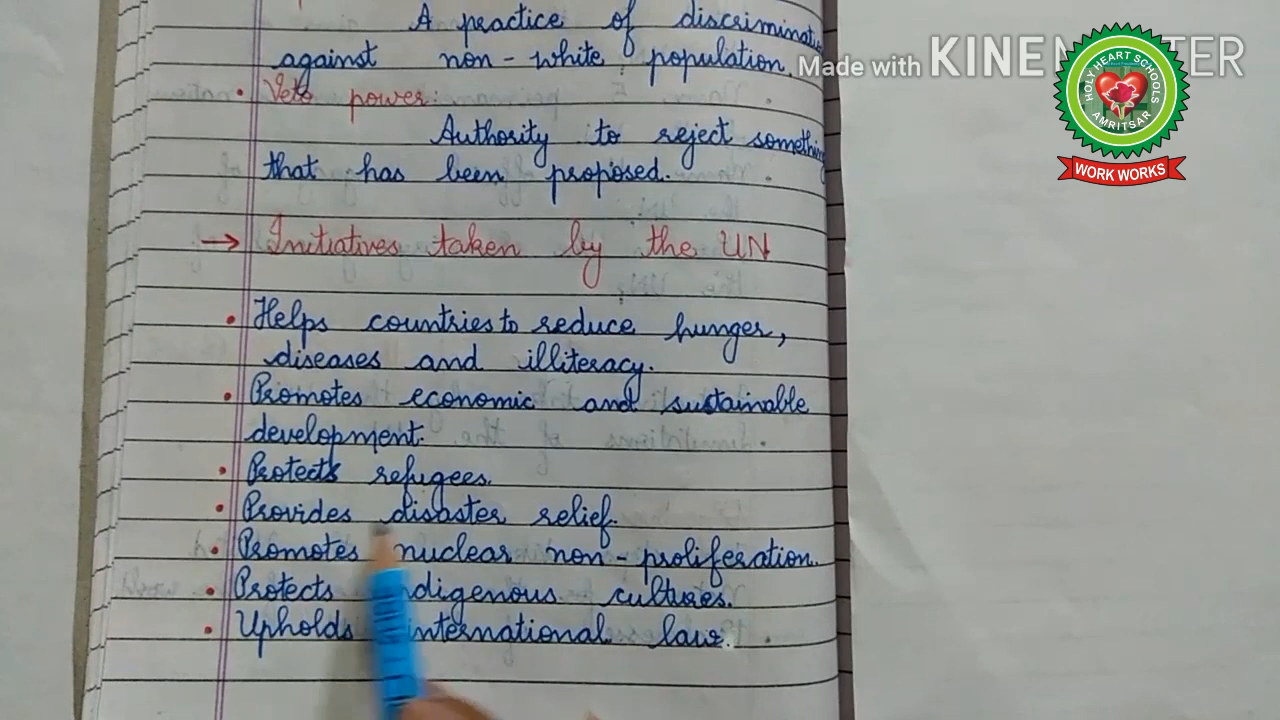 A practice of discriminatio
against non-white population.
• Veto power:
Authority to reject something
that has been proposed.
→ Initiatives taken by the UN
• Helps countries to reduce hunger,
diseases and illiteracy.
• Promotes economic and sustainable
development.
• Protects refugees.
• Provides disaster relief.
• Promotes nuclear non-proliferation.
• Protects indigenous cultures.
• Upholds international law.
Made with KINEMASTER
HOLY HEART SCHOOLS
AMRITSAR
WORK WORKS